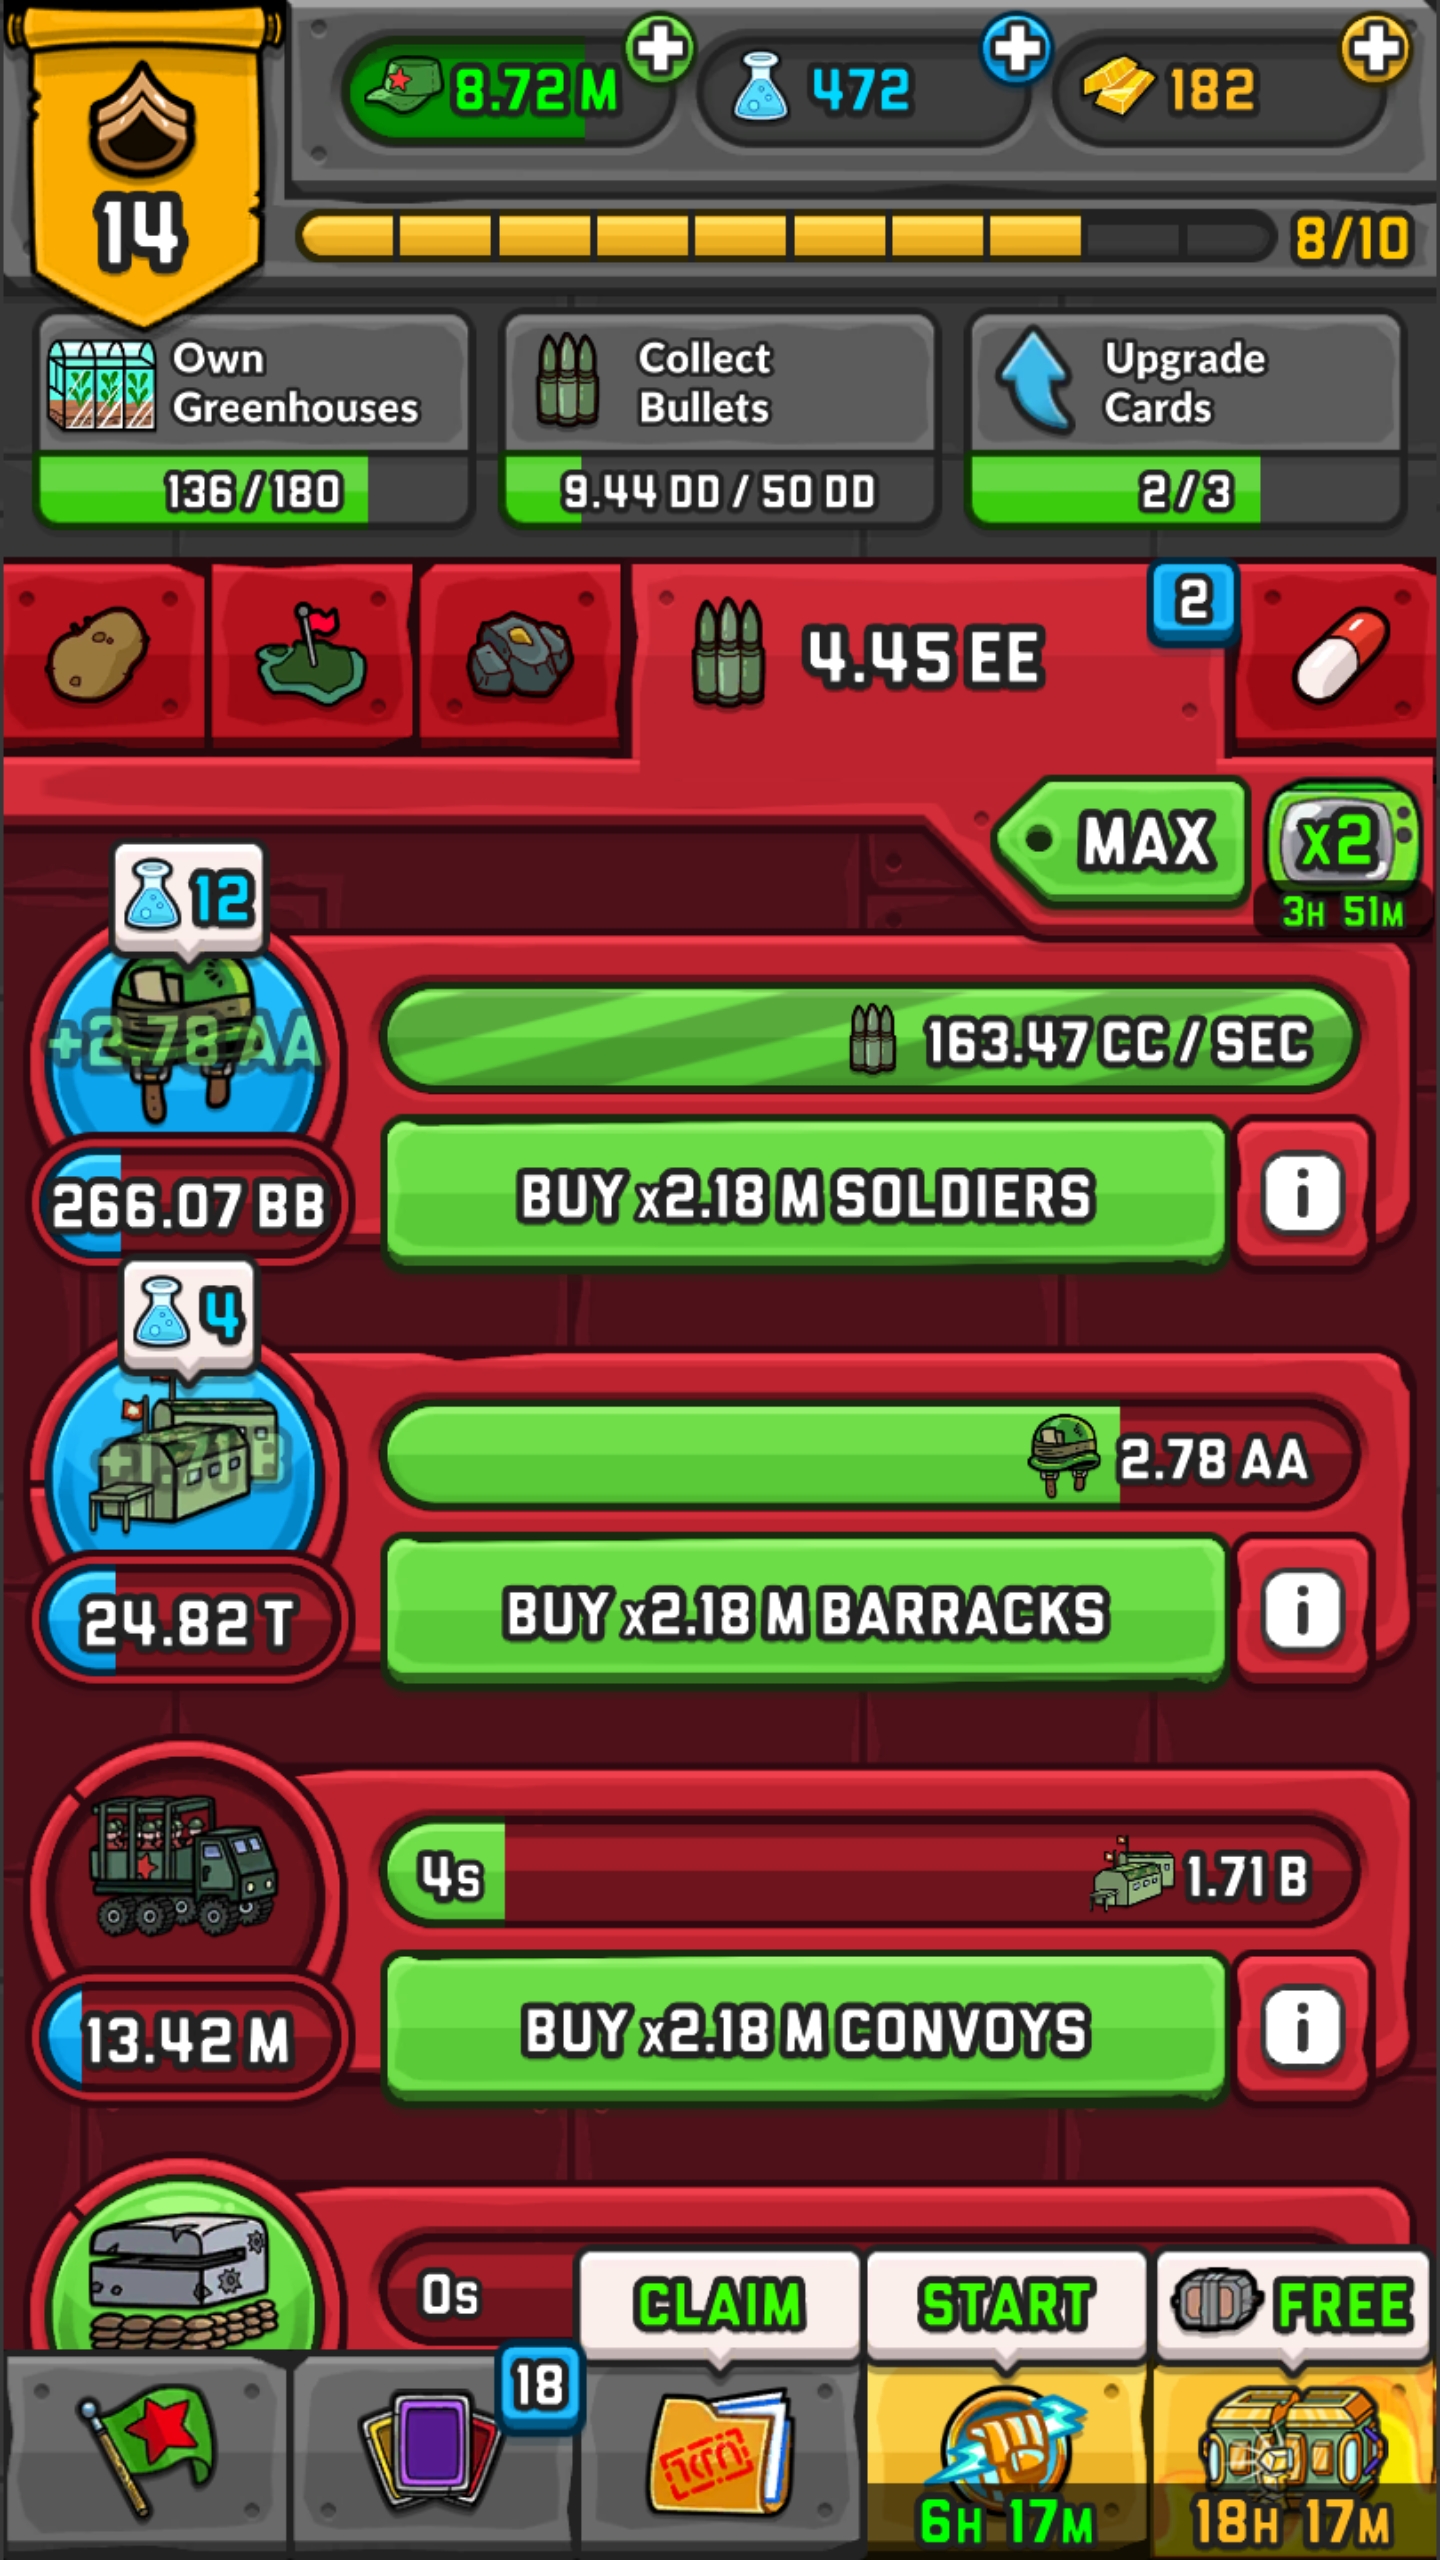 14
8.72 M
472
182
8/10
Own
Greenhouses
136 / 180
Collect
Bullets
9.44 DD / 50 DD
Upgrade
Cards
2 / 3
4.45 EE
2
MAX
x2
3H 51M
12
+2.78 AA
163.47 CC / SEC
266.07 BB
BUY x2.18 M SOLDIERS
i
4
+1.71 B
2.78 AA
24.82 T
BUY x2.18 M BARRACKS
i
4s
1.71 B
13.42 M
BUY x2.18 M CONVOYS
i
0s
CLAIM
START
FREE
18
6H 17M
18H 17M